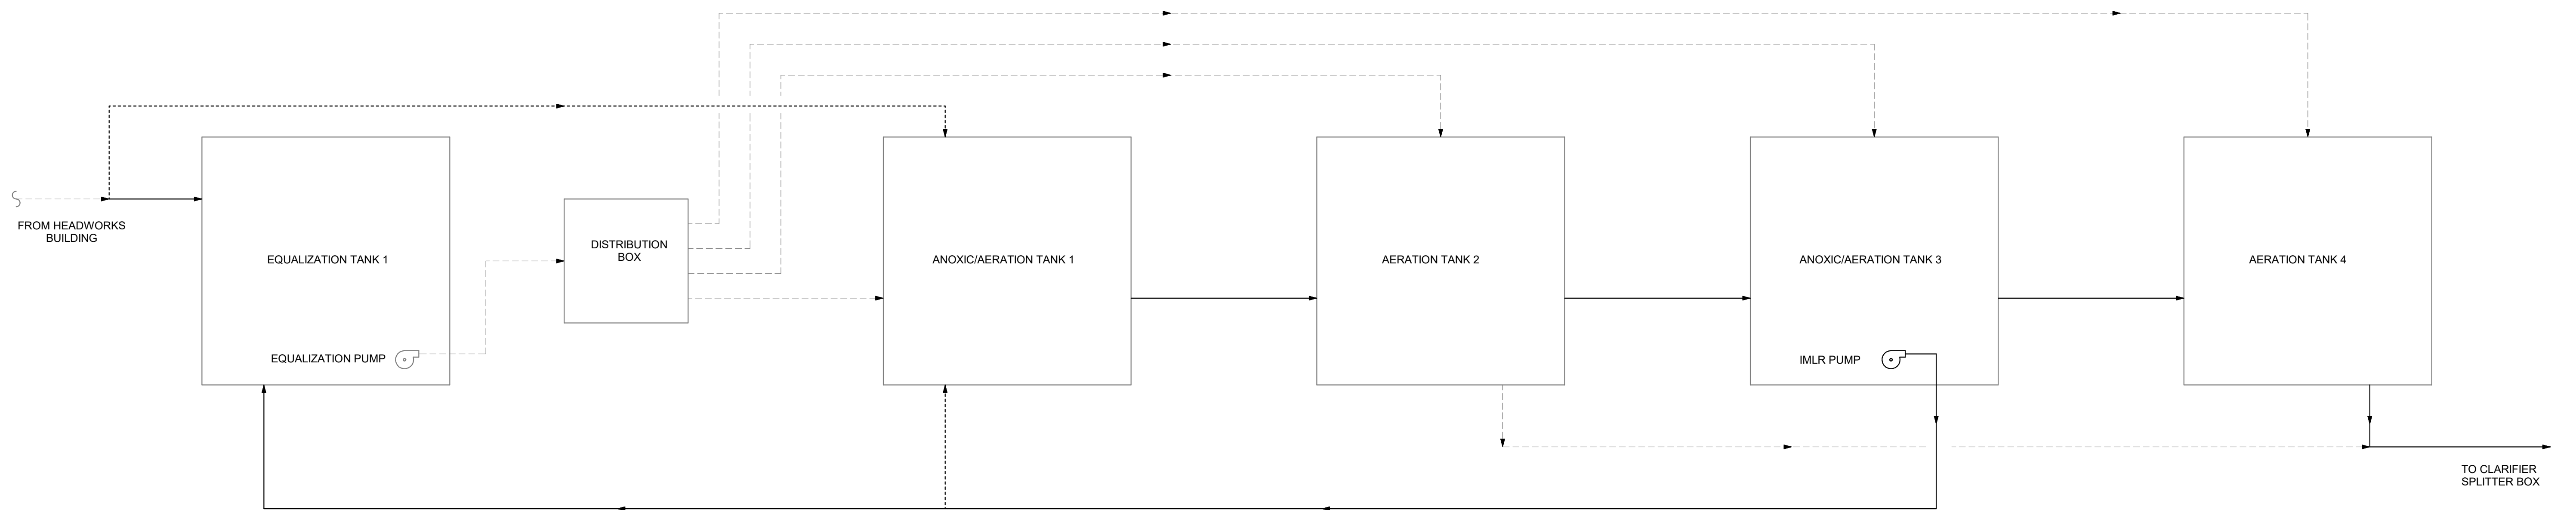 FROM HEADWORKS
BUILDING
EQUALIZATION TANK 1
EQUALIZATION PUMP
DISTRIBUTION
BOX
ANOXIC/AERATION TANK 1
AERATION TANK 2
ANOXIC/AERATION TANK 3
IMLR PUMP
AERATION TANK 4
TO CLARIFIER
SPLITTER BOX